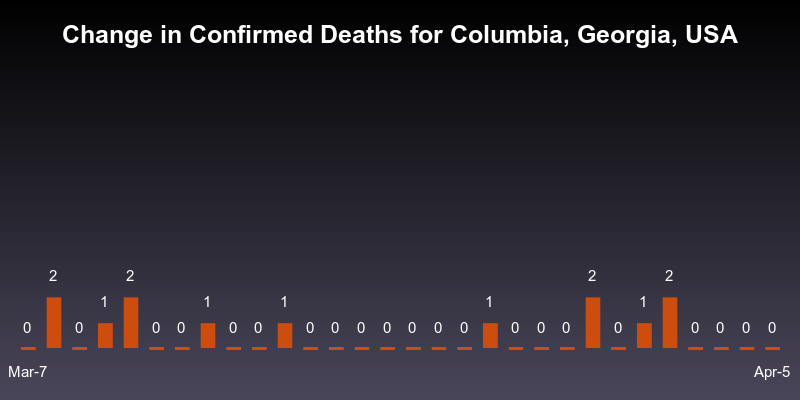 Change in Confirmed Deaths for Columbia, Georgia, USA
0 2 0 1 2 0 0 1 0 0 1 0 0 0 0 0 0 0 1 0 0 0 2 0 1 2 0 0 0 0
Mar-7 Apr-5